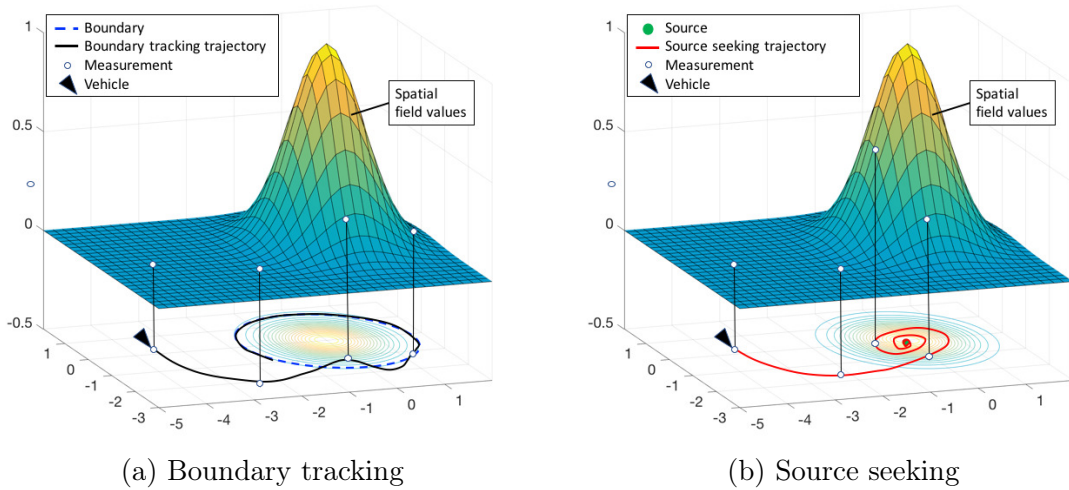 Boundary
Boundary tracking trajectory
Measurement
Vehicle
Spatial
field values
1
0.5
0
-0.5
1
0
-1
-2
-3
-5
-4
-3
-2
-1
0
1
(a) Boundary tracking
Source
Source seeking trajectory
Measurement
Vehicle
Spatial
field values
1
0.5
0
-0.5
1
0
-1
-2
-3
-5
-4
-3
-2
-1
0
1
(b) Source seeking